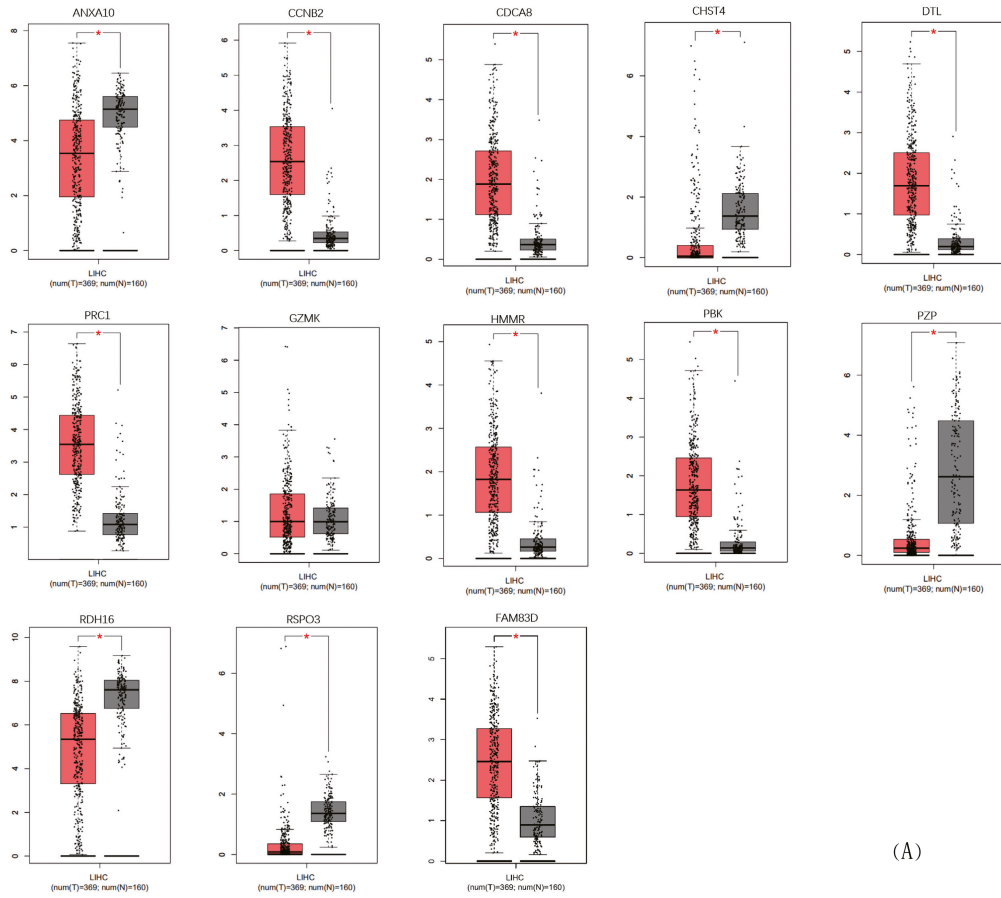 ANXA10
CCNB2
CDCA8
CHST4
DTL
8
6
4
2
0
6
5
4
3
2
1
0
5
4
3
2
1
0
7
6
5
4
3
2
1
0
5
4
3
2
1
0
*
*
*
*
*
LIHC
(num(T)=369; num(N)=160)
LIHC
(num(T)=369; num(N)=160)
LIHC
(num(T)=369; num(N)=160)
LIHC
(num(T)=369; num(N)=160)
LIHC
(num(T)=369; num(N)=160)
PRC1
GZMK
HMMR
PBK
PZP
7
6
5
4
3
2
1
7
6
5
4
3
2
1
0
5
4
3
2
1
0
5
4
3
2
1
0
6
4
2
0
*
*
*
*
LIHC
(num(T)=369; num(N)=160)
LIHC
(num(T)=369; num(N)=160)
LIHC
(num(T)=369; num(N)=160)
LIHC
(num(T)=369; num(N)=160)
LIHC
(num(T)=369; num(N)=160)
RDH16
RSPO3
FAM83D
10
8
6
4
2
0
6
4
2
0
5
4
3
2
1
0
*
*
*
LIHC
(num(T)=369; num(N)=160)
LIHC
(num(T)=369; num(N)=160)
LIHC
(num(T)=369; num(N)=160)
(A)